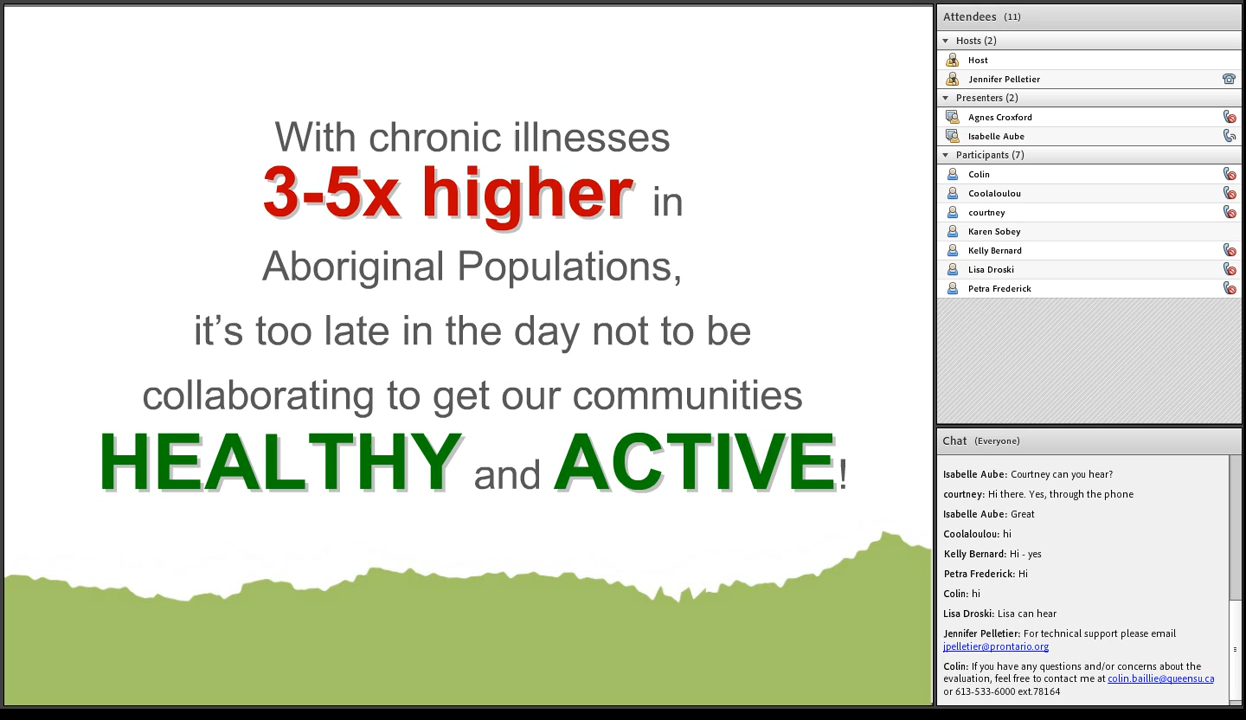 With chronic illnesses
3-5x higher in
Aboriginal Populations,
it’s too late in the day not to be
collaborating to get our communities
HEALTHY and ACTIVE!
Attendees (11)
Hosts (2)
Host
Jennifer Pelletier
Presenters (2)
Agnes Croxford
Isabelle Aube
Participants (7)
Colin
Coolaloulou
courtney
Karen Sobey
Kelly Bernard
Lisa Droski
Petra Frederick
Chat (Everyone)
Isabelle Aube: Courtney can you hear?
courtney: Hi there. Yes, through the phone
Isabelle Aube: Great
Coolaloulou: hi
Kelly Bernard: Hi - yes
Petra Frederick: Hi
Colin: hi
Lisa Droski: Lisa can hear
Jennifer Pelletier: For technical support please email
jpelletier@prontario.org
Colin: If you have any questions and/or concerns about the
evaluation, feel free to contact me at colin.baillie@queensu.ca
or 613-533-6000 ext.78164